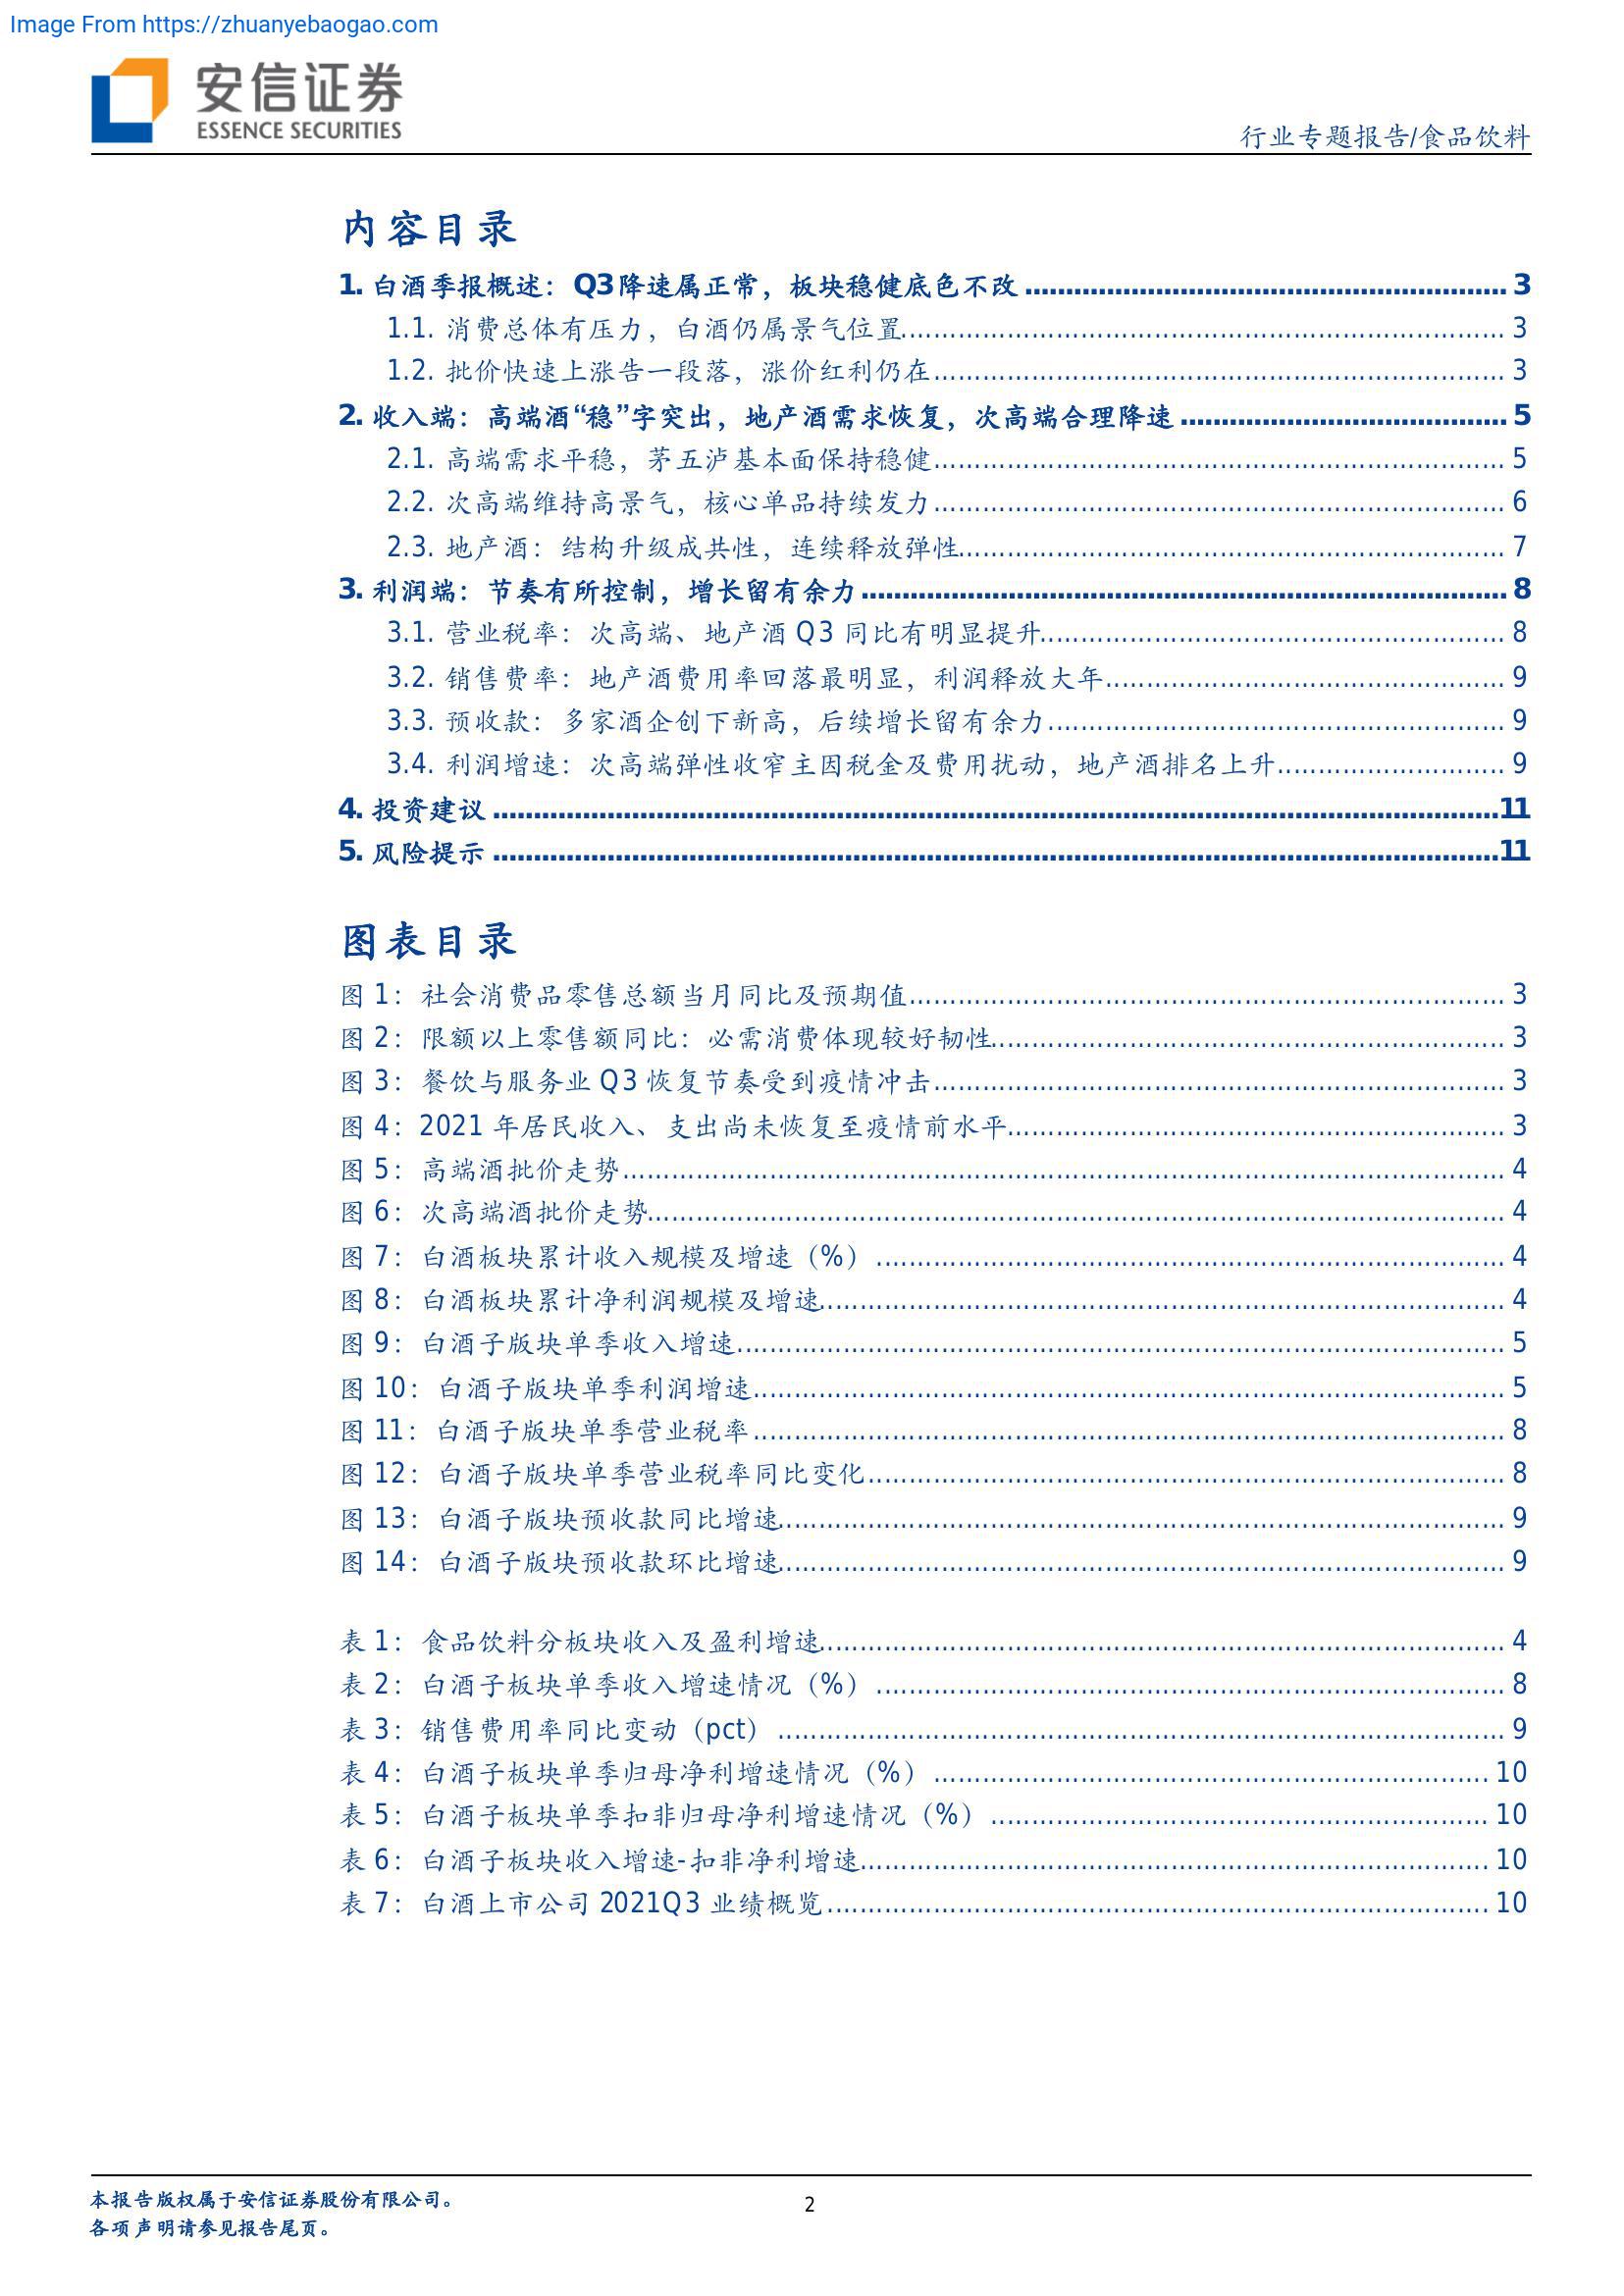 Image From https://zhuanyebaogao.com
安信证券
ESSENCE SECURITIES
行业专题报告/食品饮料
内容目录
1. 白酒季报概述：Q3降速属正常，板块稳健底色不改 ........ 3
1.1. 消费总体有压力，白酒仍属景气位置 ........ 3
1.2. 批价快速上涨告一段落，涨价红利仍在 ........ 3
2. 收入端：高端酒“稳”字突出，地产酒需求恢复，次高端合理降速 ........ 5
2.1. 高端需求平稳，茅五泸基本面保持稳健 ........ 5
2.2. 次高端维持高景气，核心单品持续发力 ........ 6
2.3. 地产酒：结构升级成共性，连续释放弹性 ........ 7
3. 利润端：节奏有所控制，增长留有余力 ........ 8
3.1. 营业税率：次高端、地产酒 Q3 同比有明显提升 ........ 8
3.2. 销售费率：地产酒费用率回落最明显，利润释放大年 ........ 9
3.3. 预收款：多家酒企创下新高，后续增长留有余力 ........ 9
3.4. 利润增速：次高端弹性收窄主因税金及费用扰动，地产酒排名上升 ........ 9
4. 投资建议 ........ 11
5. 风险提示 ........ 11
图表目录
图 1：社会消费品零售总额当月同比及预期值 ........ 3
图 2：限额以上零售额同比：必需消费体现较好韧性 ........ 3
图 3：餐饮与服务业 Q3 恢复节奏受到疫情冲击 ........ 3
图 4：2021 年居民收入、支出尚未恢复至疫情前水平 ........ 3
图 5：高端酒批价走势 ........ 4
图 6：次高端酒批价走势 ........ 4
图 7：白酒板块累计收入规模及增速（%） ........ 4
图 8：白酒板块累计净利润规模及增速 ........ 4
图 9：白酒子版块单季收入增速 ........ 5
图 10：白酒子版块单季利润增速 ........ 5
图 11：白酒子版块单季营业税率 ........ 8
图 12：白酒子版块单季营业税率同比变化 ........ 8
图 13：白酒子版块预收款同比增速 ........ 9
图 14：白酒子版块预收款环比增速 ........ 9
表 1：食品饮料分板块收入及盈利增速 ........ 4
表 2：白酒子板块单季收入增速情况（%） ........ 8
表 3：销售费用率同比变动（pct） ........ 9
表 4：白酒子板块单季归母净利增速情况（%） ........ 10
表 5：白酒子板块单季扣非归母净利增速情况（%） ........ 10
表 6：白酒子板块收入增速-扣非净利增速 ........ 10
表 7：白酒上市公司 2021Q3 业绩概览 ........ 10
本报告版权属于安信证券股份有限公司。
各项声明请参见报告尾页。
2